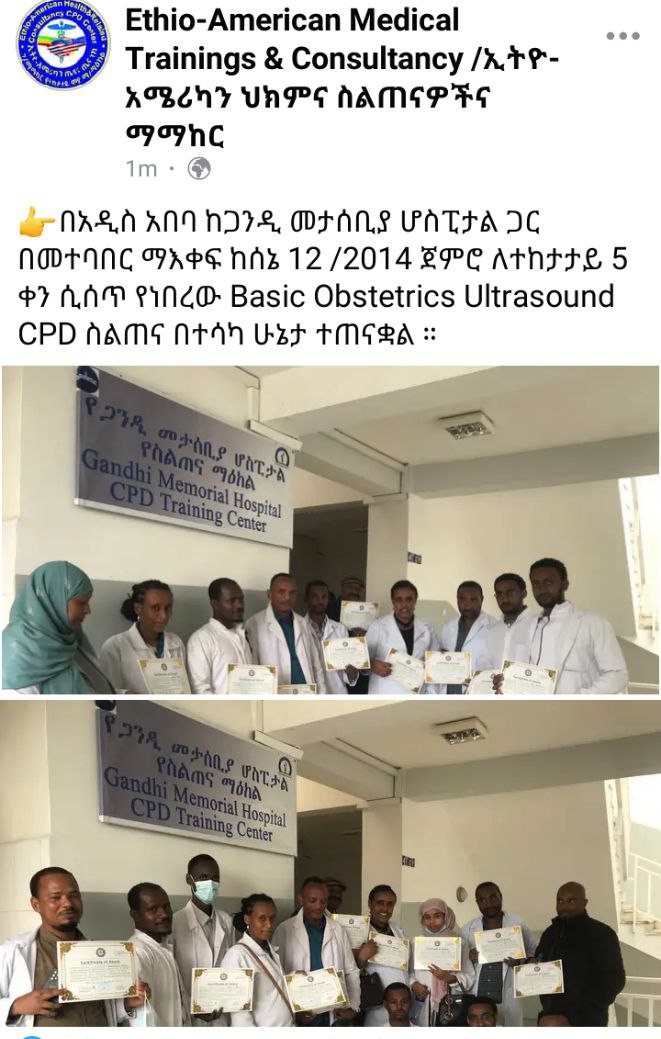 Ethio-American Medical
Trainings & Consultancy /ኢትዮ-
አሜሪካን ህክምና ስልጠናዎችና
ማማከር
1m
👉በአዲስ አበባ ከጋንዲ መታሰቢያ ሆስፒታል ጋር
በመተባበር ማእቀፍ ከሰኔ 12 /2014 ጀምሮ ለተከታታይ 5
ቀን ሲሰጥ የነበረው Basic Obstetrics Ultrasound
CPD ስልጠና በተሳካ ሁኔታ ተጠናቋል ።
የጋንዲ መታሰቢያ ሆስፒታል
የስልጠና ማዕከል
Gandhi Memorial Hospital
CPD Training Center
የጋንዲ መታሰቢያ ሆስፒታል
የስልጠና ማዕከል
Gandhi Memorial Hospital
CPD Training Center